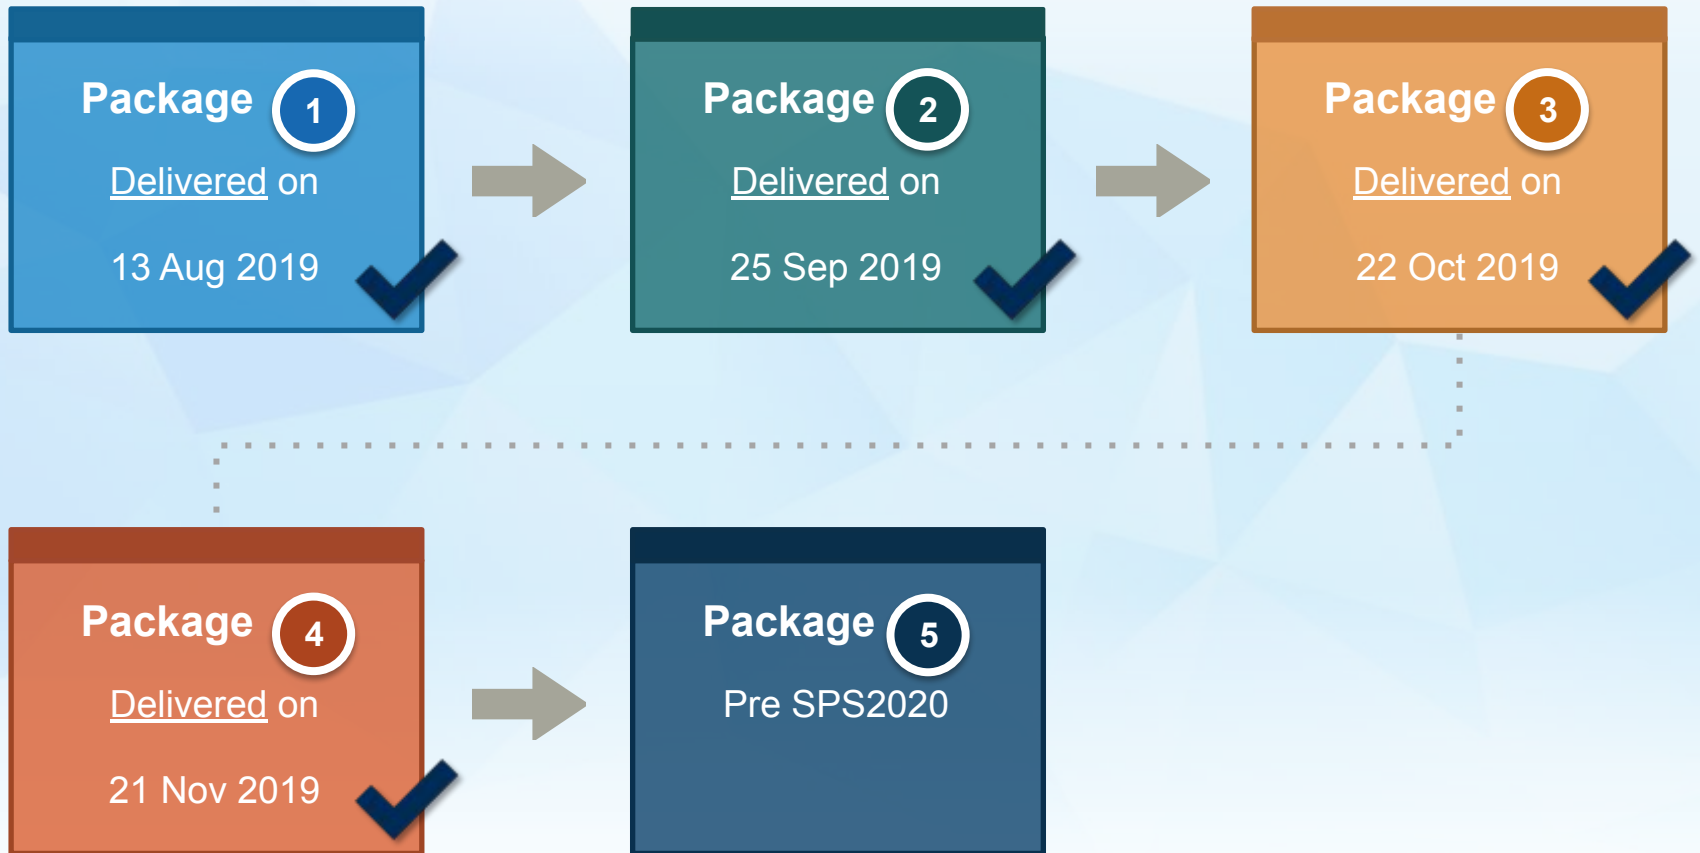 Package 1
Delivered on
13 Aug 2019
Package 2
Delivered on
25 Sep 2019
Package 3
Delivered on
22 Oct 2019
Package 4
Delivered on
21 Nov 2019
Package 5
Pre SPS2020